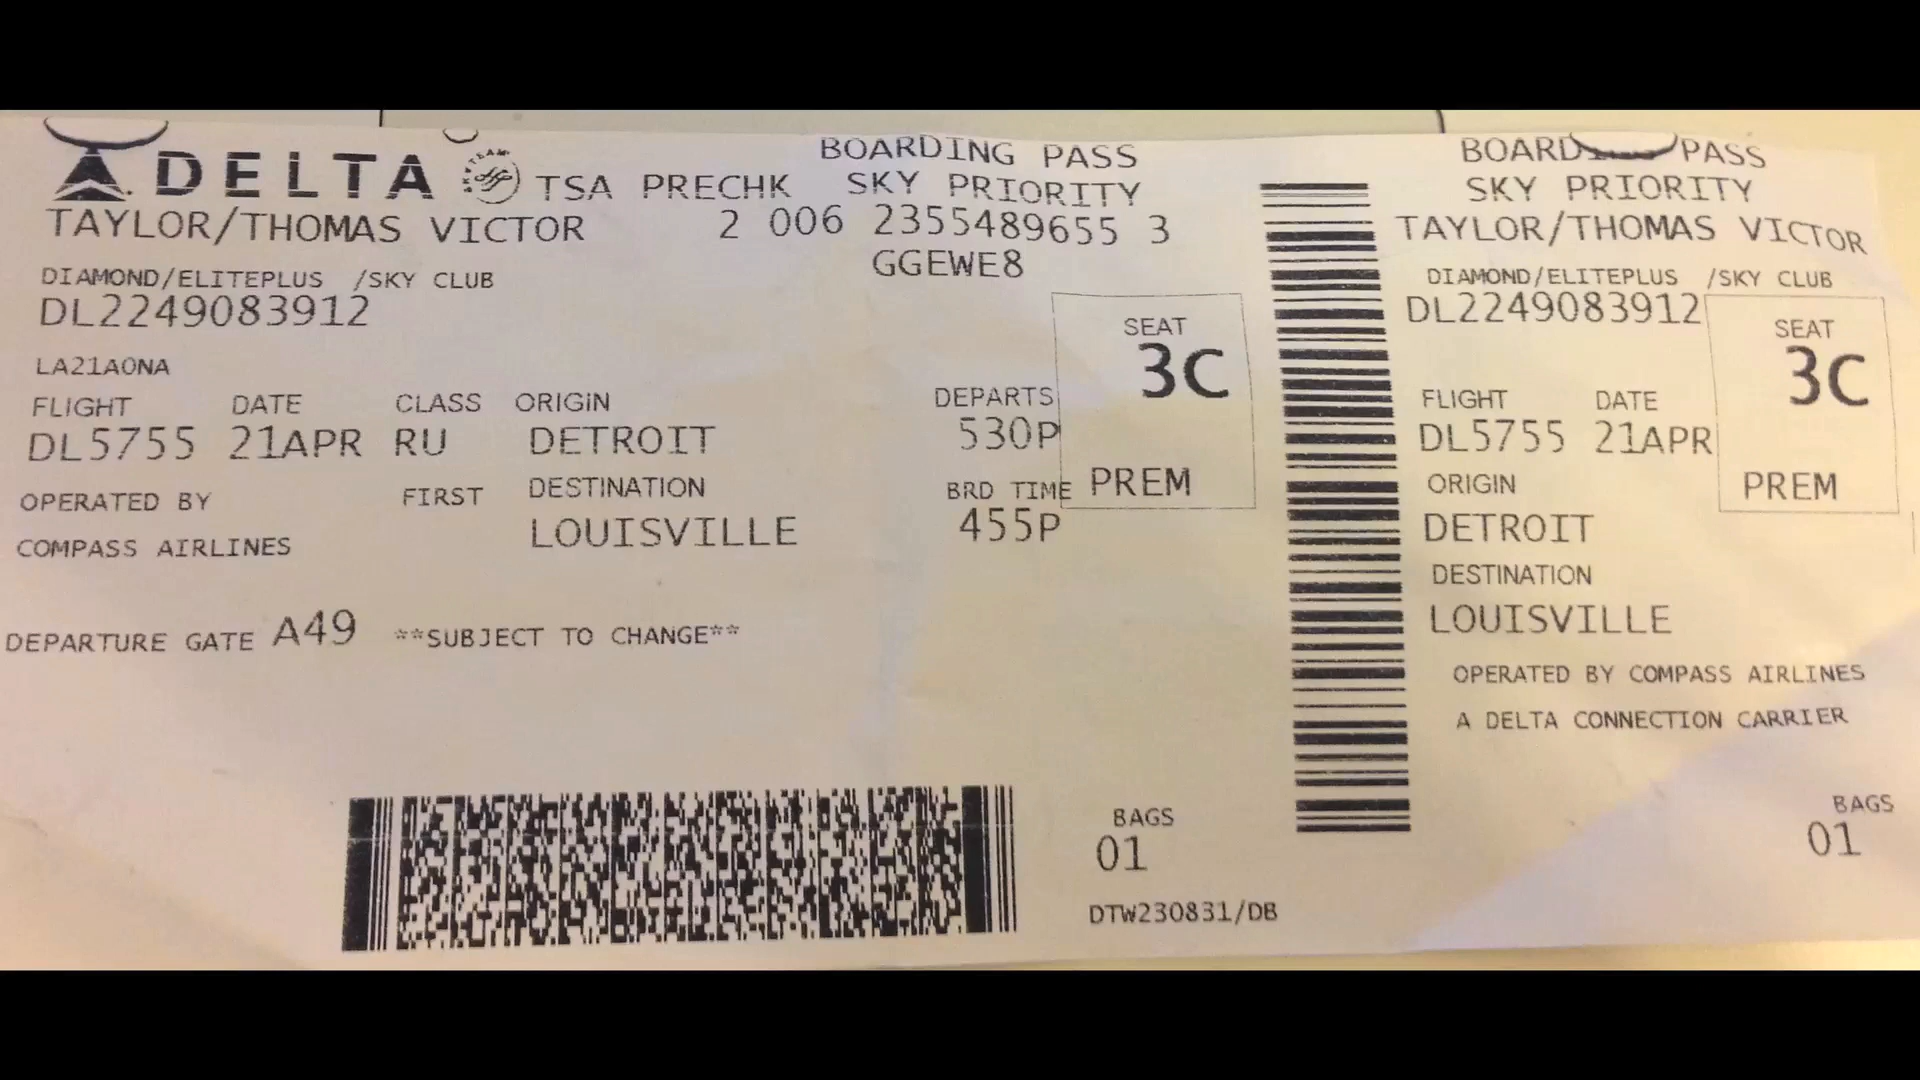 DELTA SKYTEAM TSA PRECHK
BOARDING PASS
SKY PRIORITY
TAYLOR/THOMAS VICTOR 2 006 2355489655 3
GGEWE8
DIAMOND/ELITEPLUS /SKY CLUB
DL2249083912
LA21A0NA
SEAT
3C
FLIGHT DATE CLASS ORIGIN DEPARTS
DL5755 21APR RU DETROIT 530P
OPERATED BY FIRST DESTINATION BRD TIME PREM
COMPASS AIRLINES LOUISVILLE 455P
DEPARTURE GATE A49 **SUBJECT TO CHANGE**
BAGS
01
DTW230831/DB
BOARD PASS
SKY PRIORITY
TAYLOR/THOMAS VICTOR
DIAMOND/ELITEPLUS /SKY CLUB
DL2249083912
SEAT
3C
FLIGHT DATE
DL5755 21APR
ORIGIN PREM
DETROIT
DESTINATION
LOUISVILLE
OPERATED BY COMPASS AIRLINES
A DELTA CONNECTION CARRIER
BAGS
01